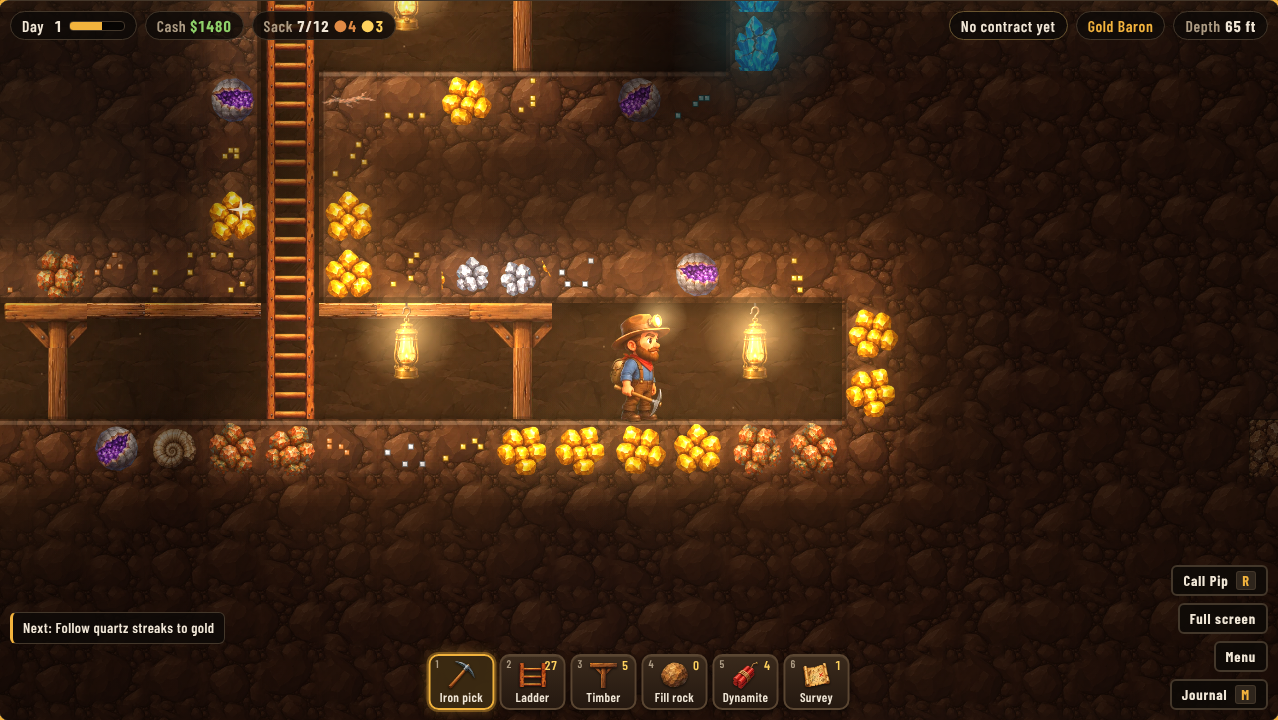 Day 1
Cash $1480
Sack 7/12 4 3
No contract yet
Gold Baron
Depth 65 ft
Call Pip R
Full screen
Next: Follow quartz streaks to gold
Menu
Journal M
1 Iron pick
2 27 Ladder
3 5 Timber
4 0 Fill rock
5 4 Dynamite
6 1 Survey